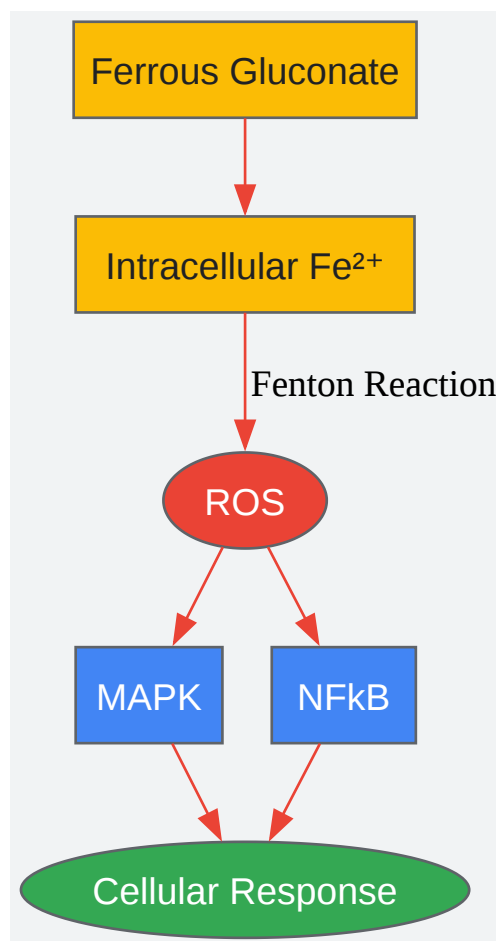 Ferrous Gluconate
Intracellular Fe²⁺
Fenton Reaction
ROS
MAPK
NFkB
Cellular Response